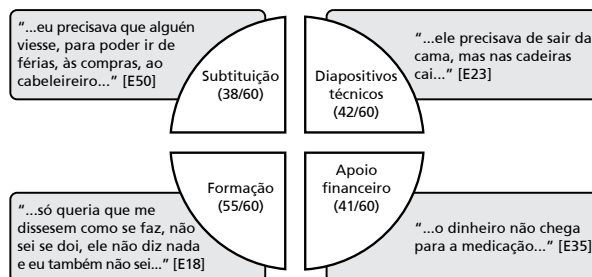 “...eu precisava que alguén
viesse, para poder ir de
férias, às compras, ao
cabeleireiro...” [E50]
Subtituição
(38/60)
Diapositivos
técnicos
(42/60)
“...ele precisava de sair da
cama, mas nas cadeiras
cai...” [E23]
“...só queria que me
dissesem como se faz, não
sei se doi, ele não diz nada
e eu também não sei...” [E18]
Formação
(55/60)
Apoio
financeiro
(41/60)
“...o dinheiro não chega
para a medicação...” [E35]